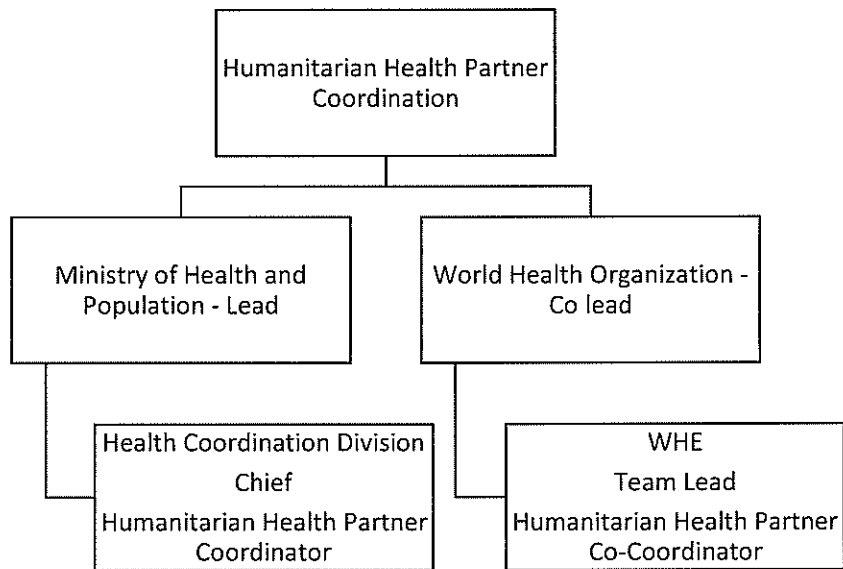 Humanitarian Health Partner
Coordination
Ministry of Health and
Population - Lead
World Health Organization -
Co lead
Health Coordination Division
Chief
Humanitarian Health Partner
Coordinator
WHE
Team Lead
Humanitarian Health Partner
Co-Coordinator